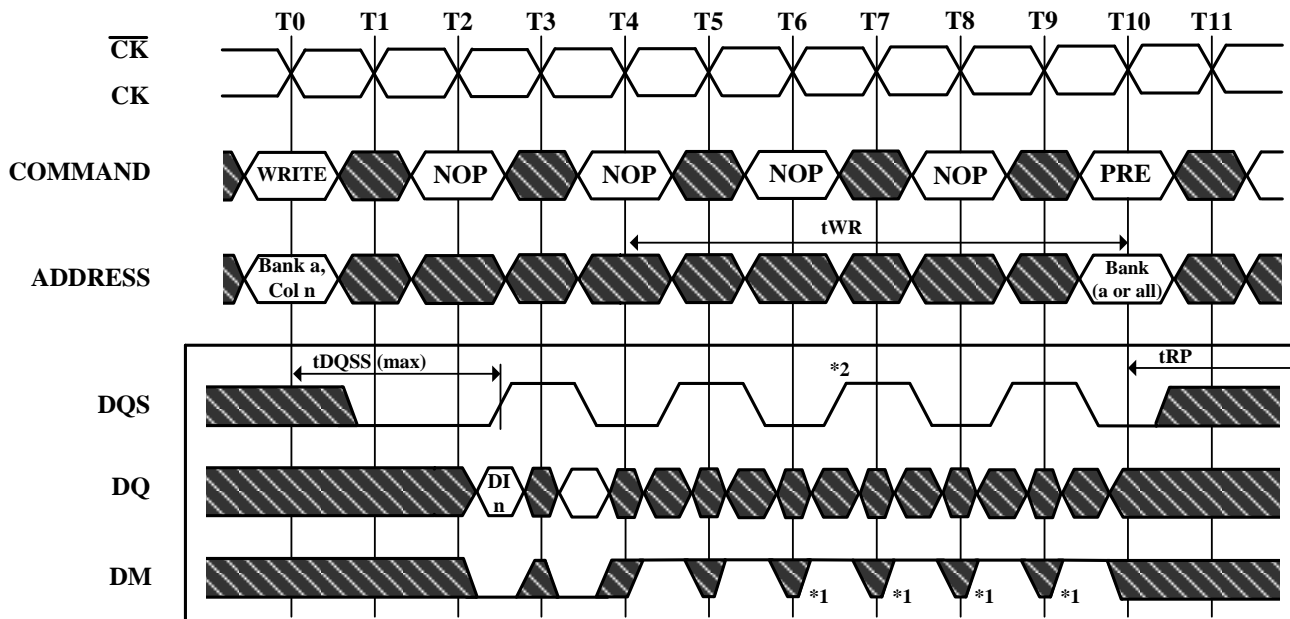 T0 T1 T2 T3 T4 T5 T6 T7 T8 T9 T10 T11
CK
CK
COMMAND
WRITE NOP NOP NOP NOP PRE
tWR
ADDRESS
Bank a,
Col n
Bank
(a or all)
tDQSS (max)
tRP
*2
DQS
DQ
DI
n
DM
*1 *1 *1 *1